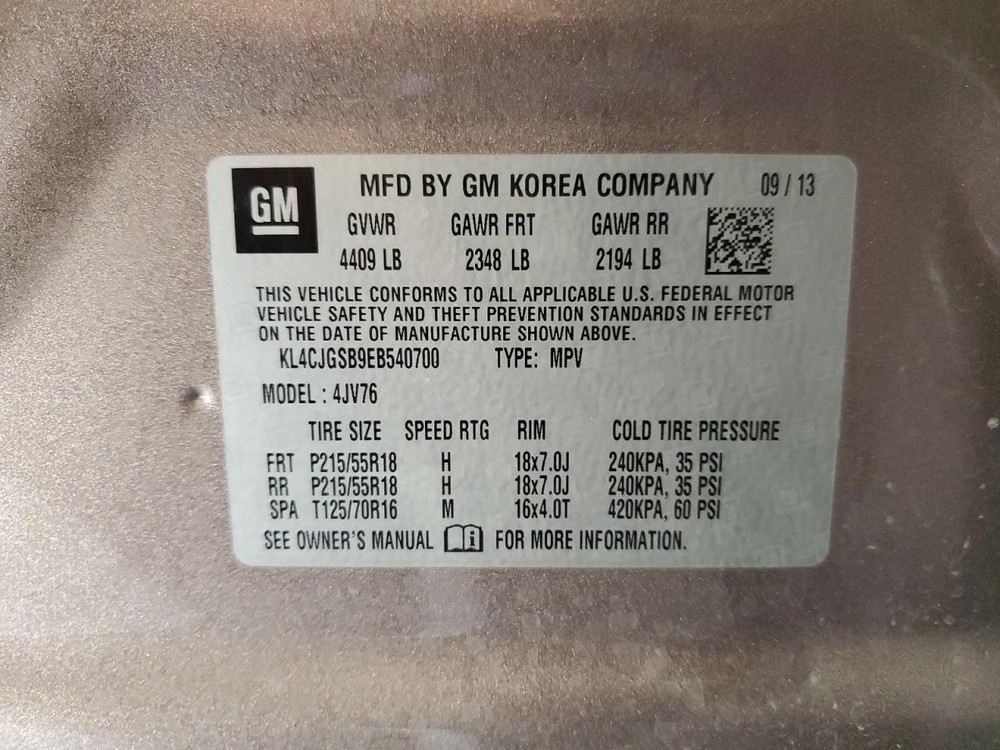 GM
MFD BY GM KOREA COMPANY 09 / 13
GVWR GAWR FRT GAWR RR
4409 LB 2348 LB 2194 LB
THIS VEHICLE CONFORMS TO ALL APPLICABLE U.S. FEDERAL MOTOR
VEHICLE SAFETY AND THEFT PREVENTION STANDARDS IN EFFECT
ON THE DATE OF MANUFACTURE SHOWN ABOVE.
KL4CJGSB9EB540700 TYPE: MPV
MODEL : 4JV76
TIRE SIZE SPEED RTG RIM COLD TIRE PRESSURE
FRT P215/55R18 H 18x7.0J 240KPA, 35 PSI
RR P215/55R18 H 18x7.0J 240KPA, 35 PSI
SPA T125/70R16 M 16x4.0T 420KPA, 60 PSI
SEE OWNER'S MANUAL i FOR MORE INFORMATION.